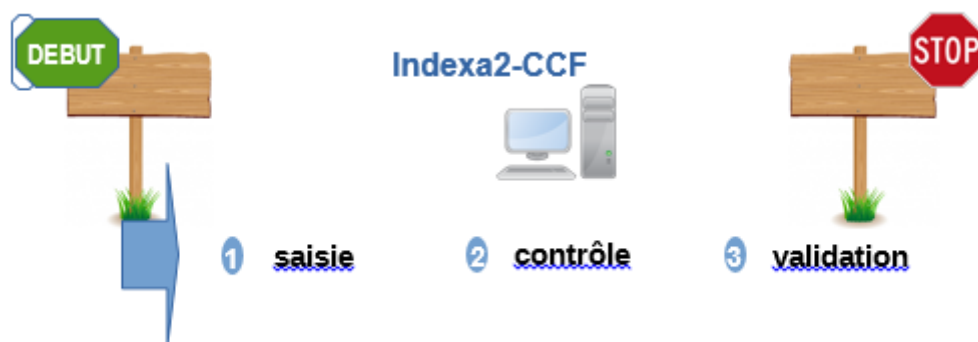 DEBUT
STOP
Indexa2-CCF
1 saisie
2 contrôle
3 validation